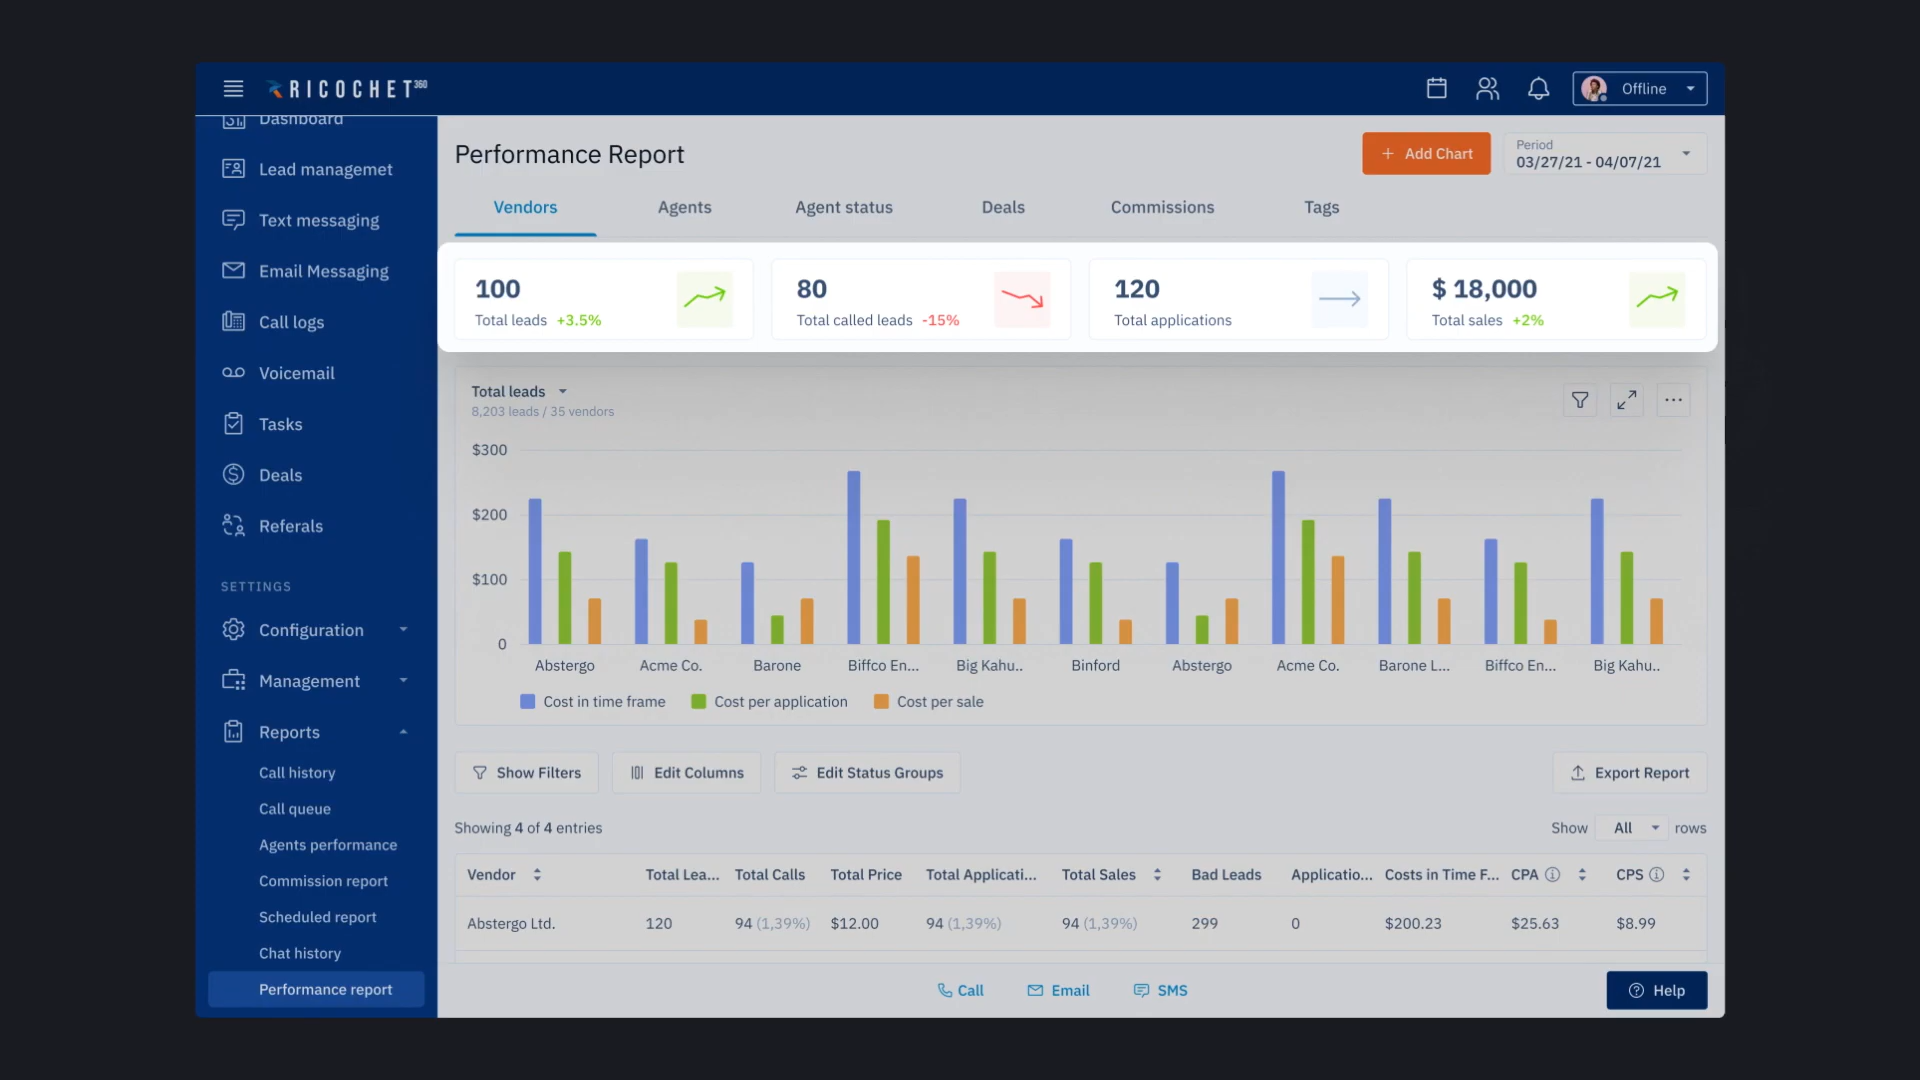 RICOCHET360
Offline
Dashboard
Lead managemet
Text messaging
Email Messaging
Call logs
Voicemail
Tasks
Deals
Referrals
SETTINGS
Configuration
Management
Reports
Call history
Call queue
Agents performance
Commission report
Scheduled report
Chat history
Performance report
Performance Report
+ Add Chart
Period
03/27/21 - 04/07/21
Vendors Agents Agent status Deals Commissions Tags
100
Total leads +3.5%
80
Total called leads -15%
120
Total applications
$ 18,000
Total sales +2%
Total leads
8,203 leads / 35 vendors
$300
$200
$100
0
Abstergo Acme Co. Barone Biffco En... Big Kahu.. Binford Abstergo Acme Co. Barone L... Biffco En... Big Kahu..
Cost in time frame Cost per application Cost per sale
Show Filters Edit Columns Edit Status Groups Export Report
Showing 4 of 4 entries Show All rows
Vendor Total Lea... Total Calls Total Price Total Applicati... Total Sales Bad Leads Applicatio... Costs in Time F... CPA CPS
Abstergo Ltd. 120 94 (1,39%) $12.00 94 (1,39%) 94 (1,39%) 299 0 $200.23 $25.63 $8.99
Call Email SMS Help